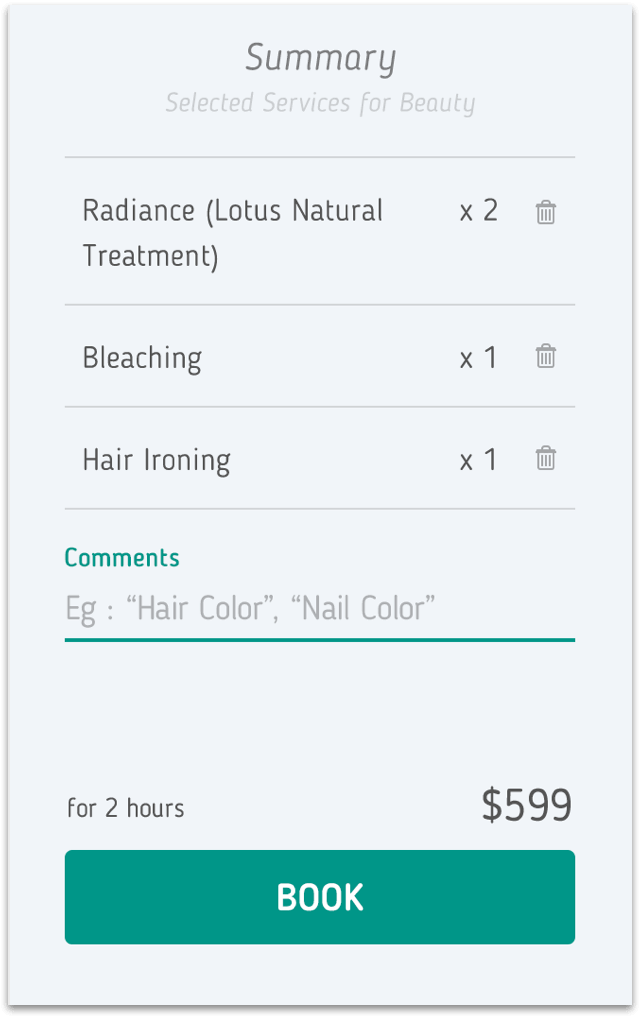 Summary
Selected Services for Beauty
Radiance (Lotus Natural x 2
Treatment)
Bleaching x 1
Hair Ironing x 1
Comments
Eg : “Hair Color”, “Nail Color”
for 2 hours $599
BOOK